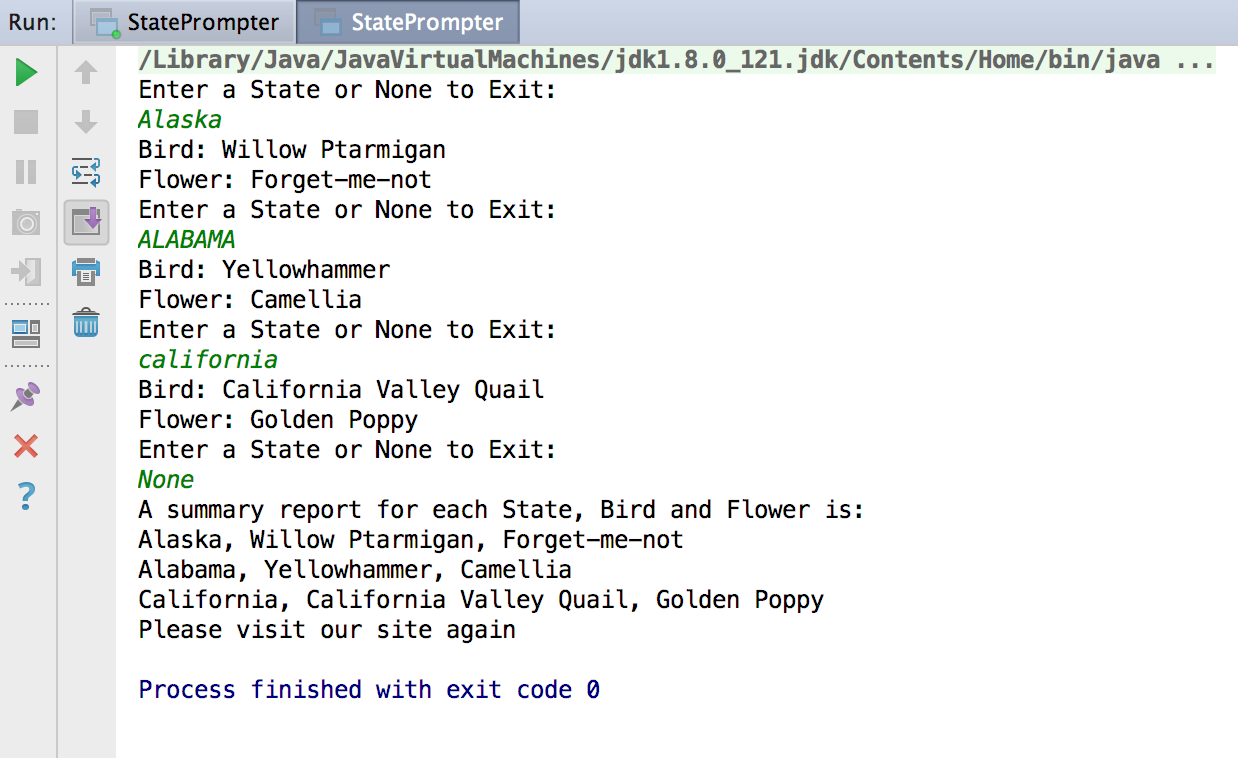 Run: StatePrompter StatePrompter
/Library/Java/JavaVirtualMachines/jdk1.8.0_121.jdk/Contents/Home/bin/java ...
Enter a State or None to Exit:
Alaska
Bird: Willow Ptarmigan
Flower: Forget-me-not
Enter a State or None to Exit:
ALABAMA
Bird: Yellowhammer
Flower: Camellia
Enter a State or None to Exit:
california
Bird: California Valley Quail
Flower: Golden Poppy
Enter a State or None to Exit:
None
A summary report for each State, Bird and Flower is:
Alaska, Willow Ptarmigan, Forget-me-not
Alabama, Yellowhammer, Camellia
California, California Valley Quail, Golden Poppy
Please visit our site again
Process finished with exit code 0